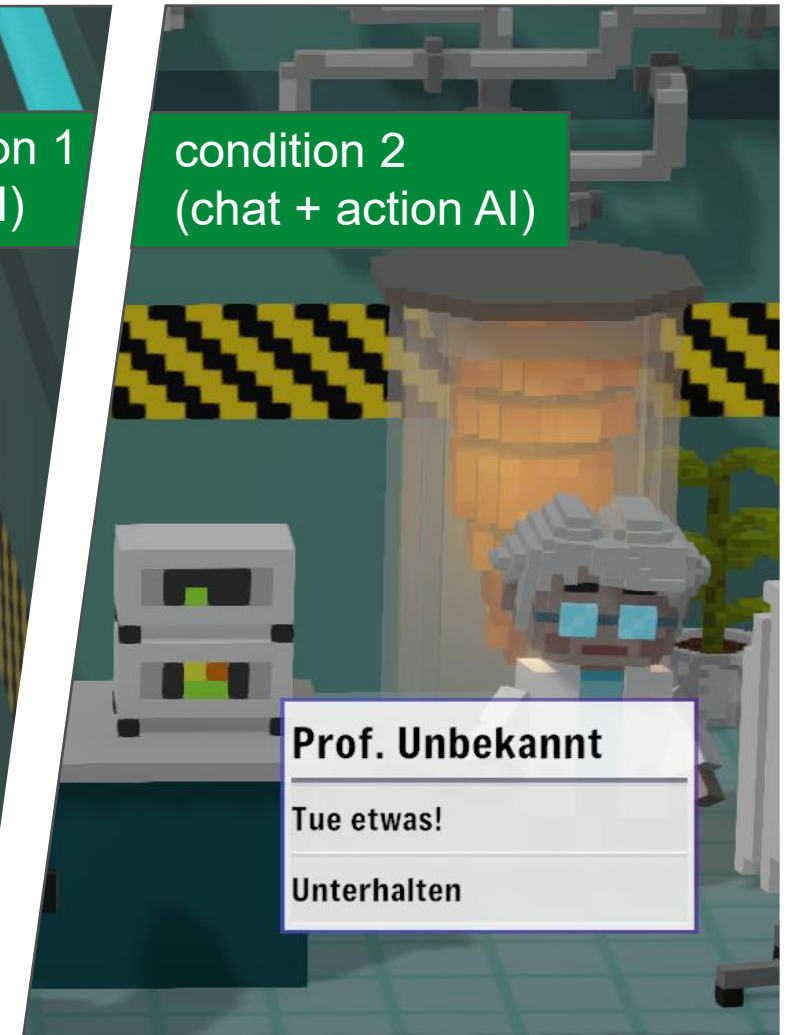 on 1
I)
condition 2
(chat + action AI)
Prof. Unbekannt
Tue etwas!
Unterhalten